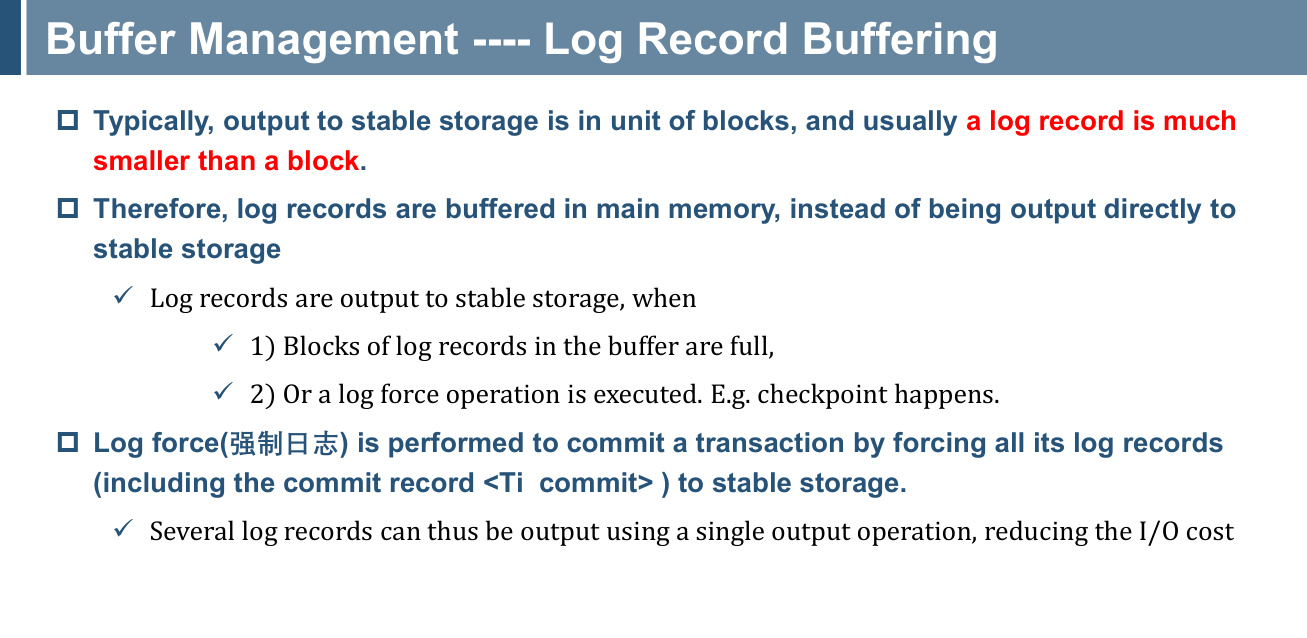 Buffer Management ---- Log Record Buffering
Typically, output to stable storage is in unit of blocks, and usually a log record is much
smaller than a block.
Therefore, log records are buffered in main memory, instead of being output directly to
stable storage
✓ Log records are output to stable storage, when
✓ 1) Blocks of log records in the buffer are full,
✓ 2) Or a log force operation is executed. E.g. checkpoint happens.
Log force(强制日志) is performed to commit a transaction by forcing all its log records
(including the commit record <Ti  commit> ) to stable storage.
✓ Several log records can thus be output using a single output operation, reducing the I/O cost